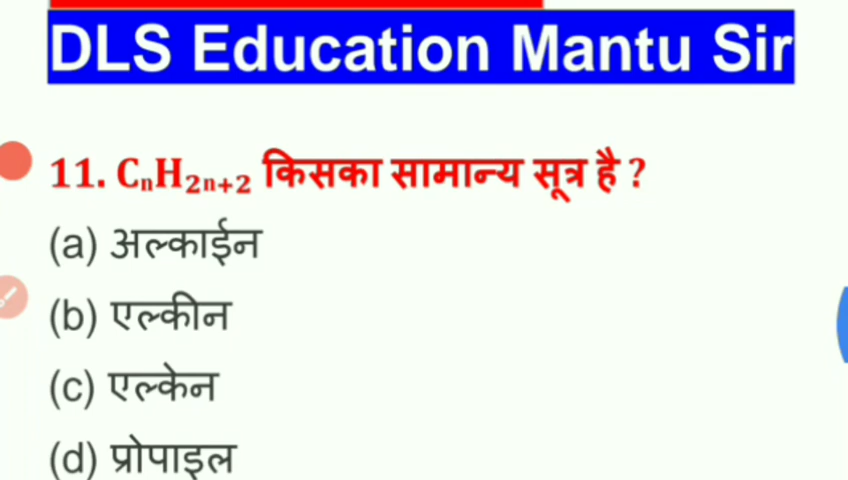 DLS Education Mantu Sir
11. CₙH₂ₙ₊₂ किसका सामान्य सूत्र है ?
(a) अल्काईन
(b) एल्कीन
(c) एल्केन
(d) प्रोपाइल